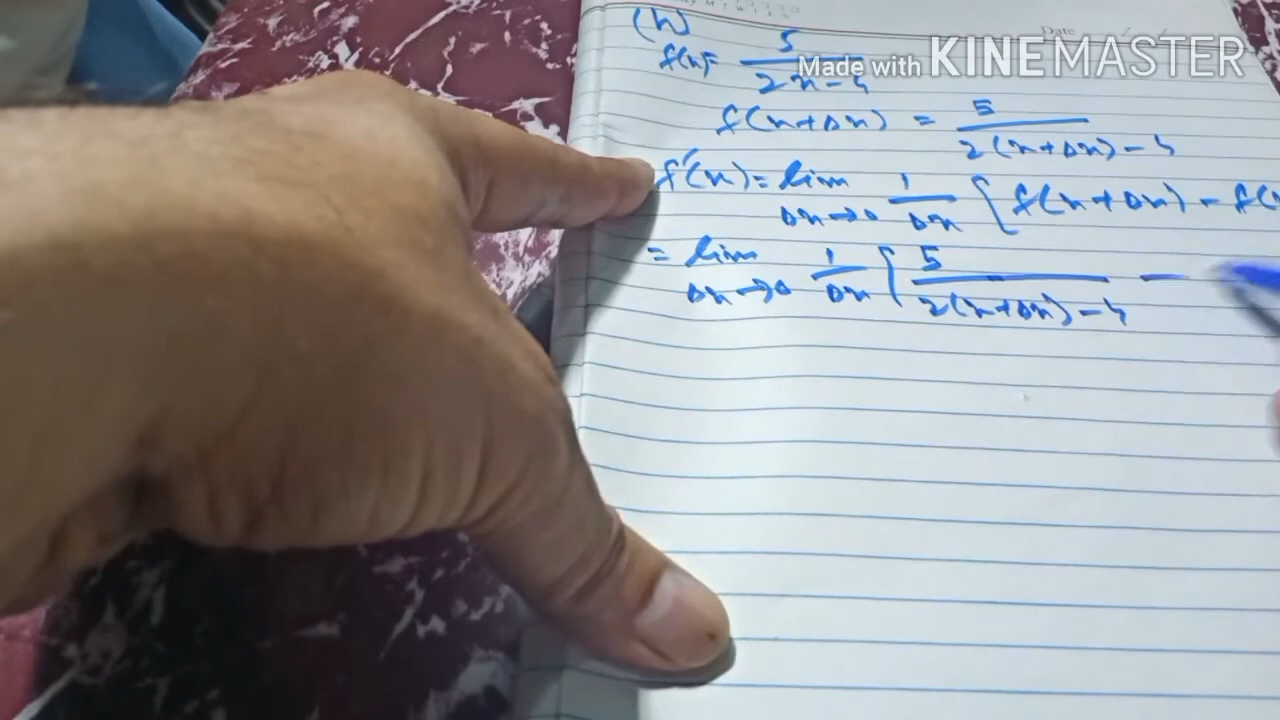 (h)
f(x)= 5 / 2x-4
Made with KINEMASTER
f(x+Δx) = 5 / 2(x+Δx)-4
f'(x)= lim Δx→0 1/Δx { f(x+Δx) - f(x
= lim Δx→0 1/Δx { 5 / 2(x+Δx)-4 -